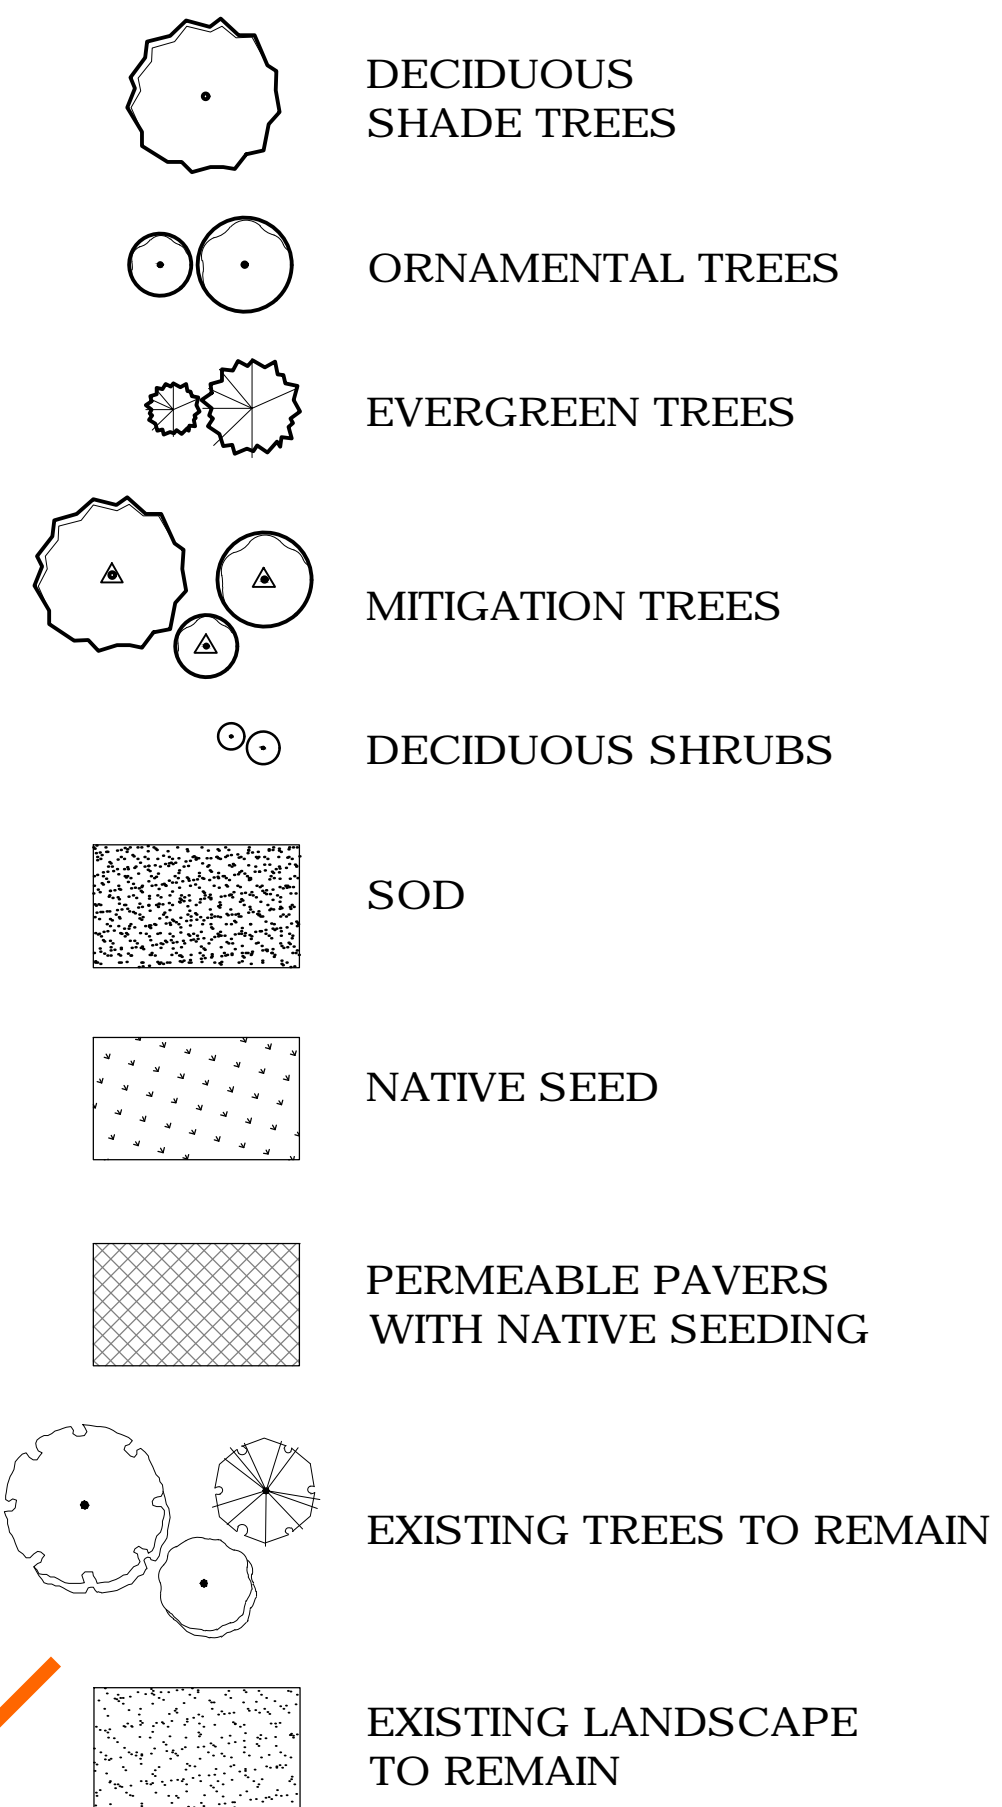 DECIDUOUS
SHADE TREES
ORNAMENTAL TREES
EVERGREEN TREES
MITIGATION TREES
DECIDUOUS SHRUBS
SOD
NATIVE SEED
PERMEABLE PAVERS
WITH NATIVE SEEDING
EXISTING TREES TO REMAIN
EXISTING LANDSCAPE
TO REMAIN